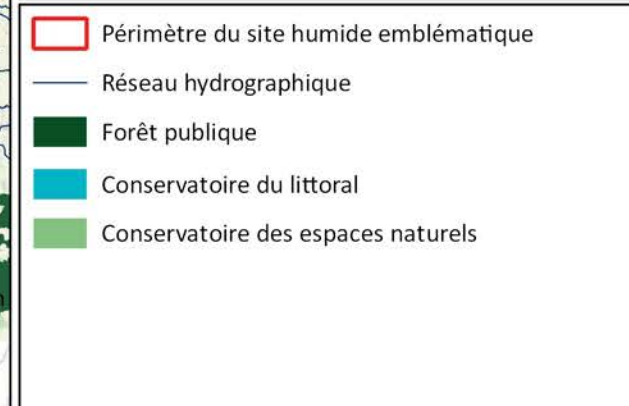 Périmètre du site humide emblématique
Réseau hydrographique
Forêt publique
Conservatoire du littoral
Conservatoire des espaces naturels